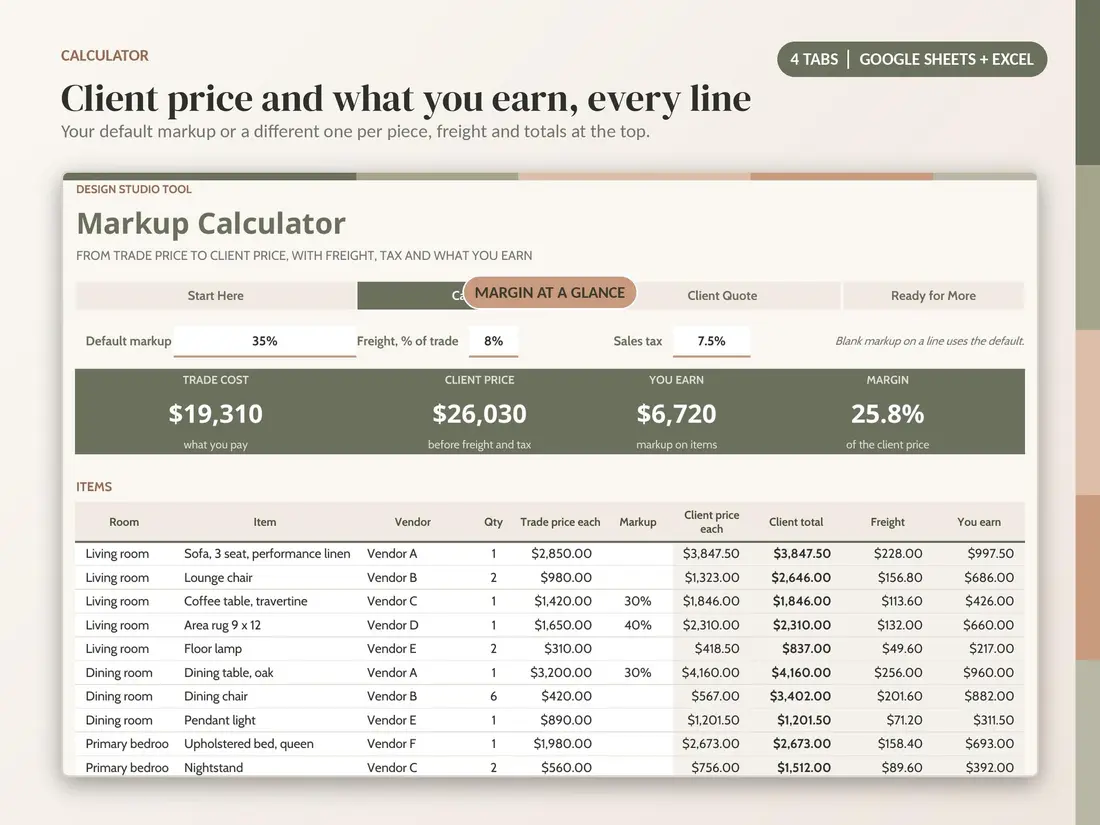 CALCULATOR
4 TABS | GOOGLE SHEETS + EXCEL
Client price and what you earn, every line
Your default markup or a different one per piece, freight and totals at the top.
DESIGN STUDIO TOOL
Markup Calculator
FROM TRADE PRICE TO CLIENT PRICE, WITH FREIGHT, TAX AND WHAT YOU EARN
Start Here Ca MARGIN AT A GLANCE Client Quote Ready for More
Default markup 35% Freight, % of trade 8% Sales tax 7.5% Blank markup on a line uses the default.
TRADE COST CLIENT PRICE YOU EARN MARGIN
$19,310 $26,030 $6,720 25.8%
what you pay before freight and tax markup on items of the client price
ITEMS
Room Item Vendor Qty Trade price each Markup Client price each Client total Freight You earn
Living room Sofa, 3 seat, performance linen Vendor A 1 $2,850.00 $3,847.50 $3,847.50 $228.00 $997.50
Living room Lounge chair Vendor B 2 $980.00 $1,323.00 $2,646.00 $156.80 $686.00
Living room Coffee table, travertine Vendor C 1 $1,420.00 30% $1,846.00 $1,846.00 $113.60 $426.00
Living room Area rug 9 x 12 Vendor D 1 $1,650.00 40% $2,310.00 $2,310.00 $132.00 $660.00
Living room Floor lamp Vendor E 2 $310.00 $418.50 $837.00 $49.60 $217.00
Dining room Dining table, oak Vendor A 1 $3,200.00 30% $4,160.00 $4,160.00 $256.00 $960.00
Dining room Dining chair Vendor B 6 $420.00 $567.00 $3,402.00 $201.60 $882.00
Dining room Pendant light Vendor E 1 $890.00 $1,201.50 $1,201.50 $71.20 $311.50
Primary bedroo Upholstered bed, queen Vendor F 1 $1,980.00 $2,673.00 $2,673.00 $158.40 $693.00
Primary bedroo Nightstand Vendor C 2 $560.00 $756.00 $1,512.00 $89.60 $392.00